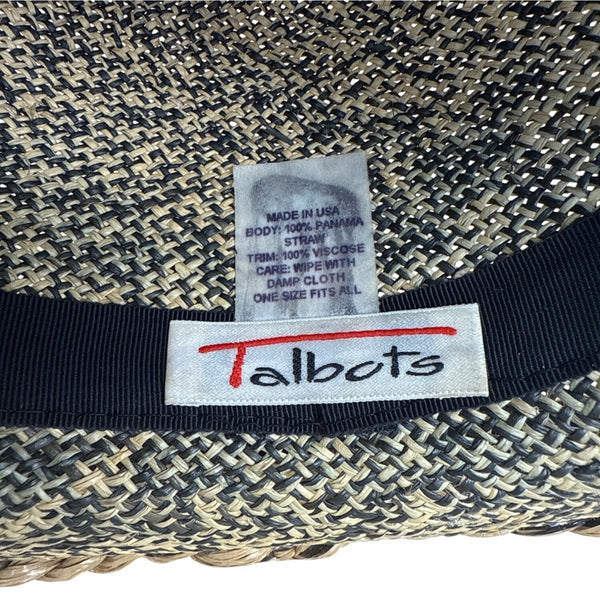 MADE IN USA
BODY: 100% PANAMA
STRAW
TRIM: 100% VISCOSE
CARE: WIPE WITH
DAMP CLOTH
ONE SIZE FITS ALL
Talbots